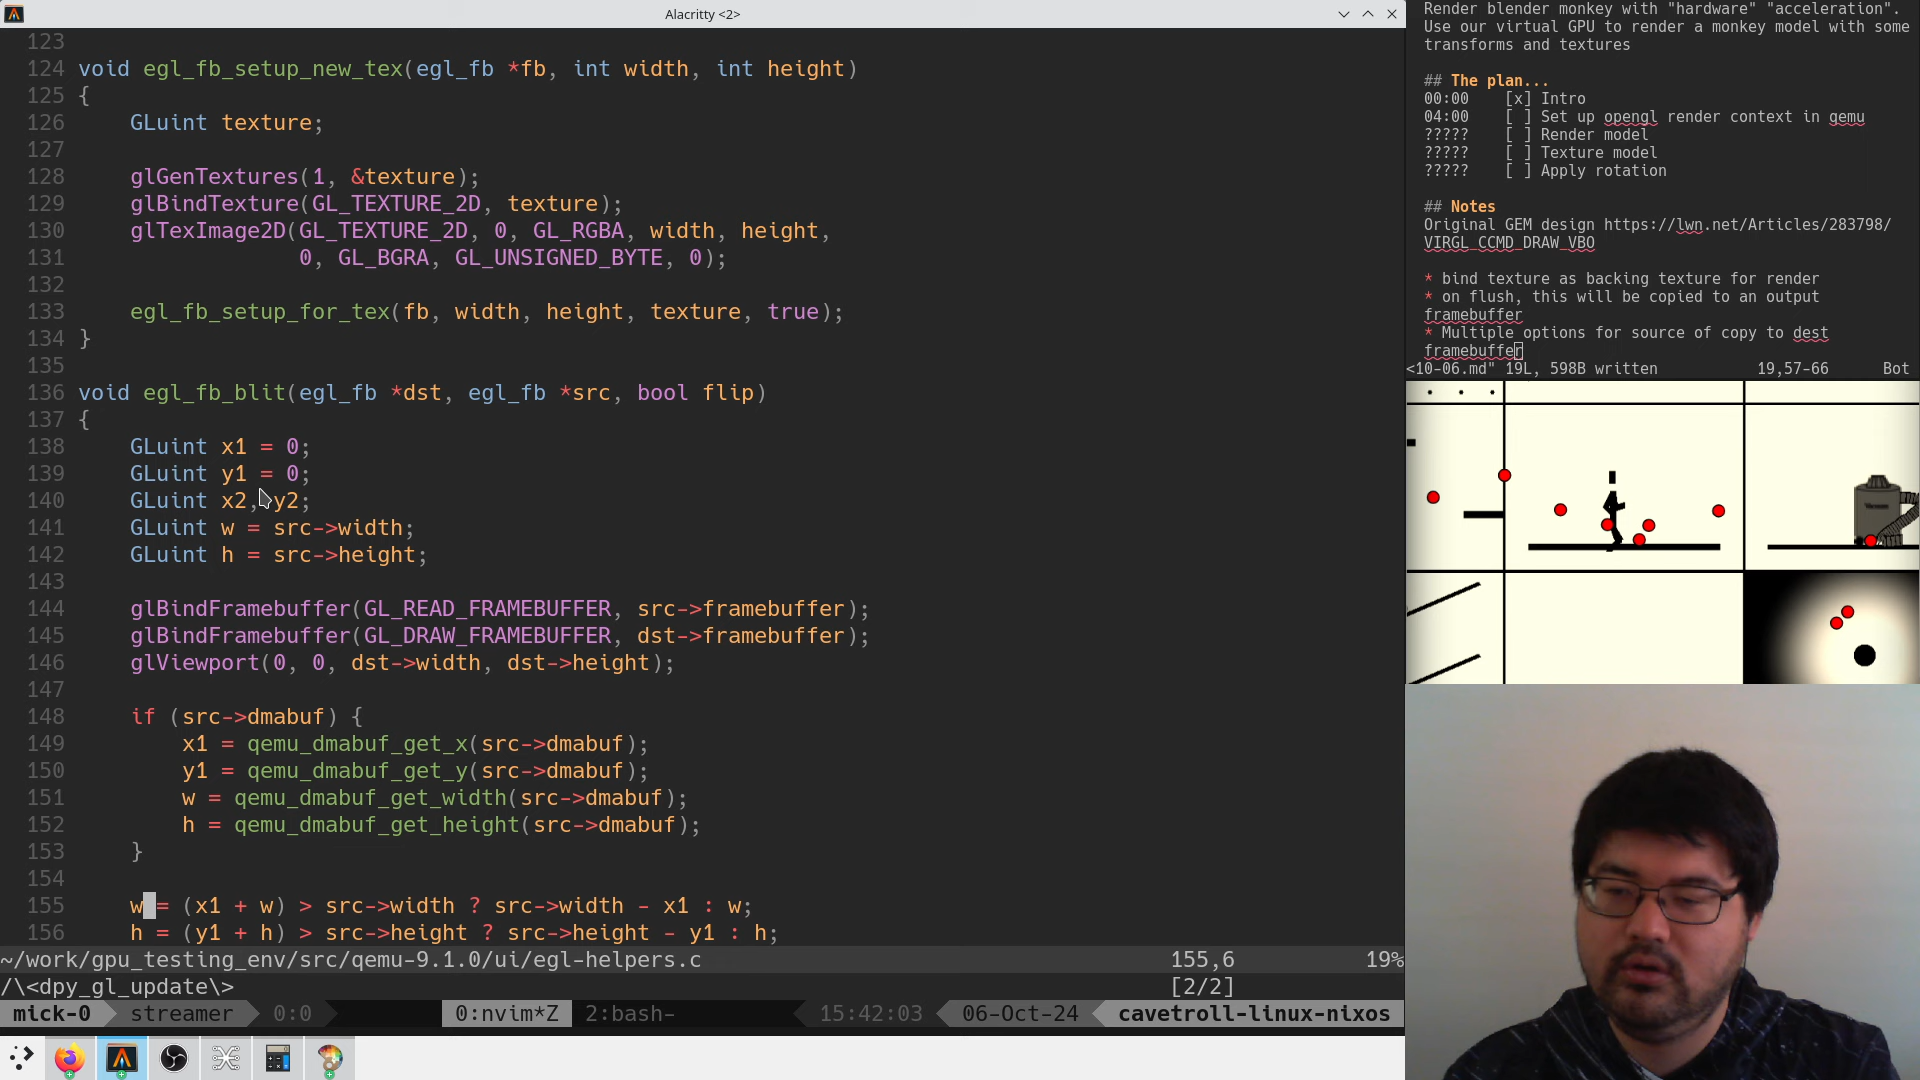 Alacritty <2>
123
124 void egl_fb_setup_new_tex(egl_fb *fb, int width, int height)
125 {
126     GLuint texture;
127
128     glGenTextures(1, &texture);
129     glBindTexture(GL_TEXTURE_2D, texture);
130     glTexImage2D(GL_TEXTURE_2D, 0, GL_RGBA, width, height,
131                  0, GL_BGRA, GL_UNSIGNED_BYTE, 0);
132
133     egl_fb_setup_for_tex(fb, width, height, texture, true);
134 }
135
136 void egl_fb_blit(egl_fb *dst, egl_fb *src, bool flip)
137 {
138     GLuint x1 = 0;
139     GLuint y1 = 0;
140     GLuint x2, y2;
141     GLuint w = src->width;
142     GLuint h = src->height;
143
144     glBindFramebuffer(GL_READ_FRAMEBUFFER, src->framebuffer);
145     glBindFramebuffer(GL_DRAW_FRAMEBUFFER, dst->framebuffer);
146     glViewport(0, 0, dst->width, dst->height);
147
148     if (src->dmabuf) {
149         x1 = qemu_dmabuf_get_x(src->dmabuf);
150         y1 = qemu_dmabuf_get_y(src->dmabuf);
151         w = qemu_dmabuf_get_width(src->dmabuf);
152         h = qemu_dmabuf_get_height(src->dmabuf);
153     }
154
155     w = (x1 + w) > src->width ? src->width - x1 : w;
156     h = (y1 + h) > src->height ? src->height - y1 : h;
~/work/gpu_testing_env/src/qemu-9.1.0/ui/egl-helpers.c 155,6 19%
/\<dpy_gl_update\> [2/2]
mick-0 streamer 0:0 0:nvim*Z 2:bash- 15:42:03 06-Oct-24 cavetroll-linux-nixos
Render blender monkey with "hardware" "acceleration".
Use our virtual GPU to render a monkey model with some
transforms and textures
## The plan...
00:00 [x] Intro
04:00 [ ] Set up opengl render context in qemu
????? [ ] Render model
????? [ ] Texture model
????? [ ] Apply rotation
## Notes
Original GEM design https://lwn.net/Articles/283798/
VIRGL_CCMD_DRAW_VBO
* bind texture as backing texture for render
* on flush, this will be copied to an output
framebuffer
* Multiple options for source of copy to dest
framebuffer
<10-06.md" 19L, 598B written 19,57-66 Bot